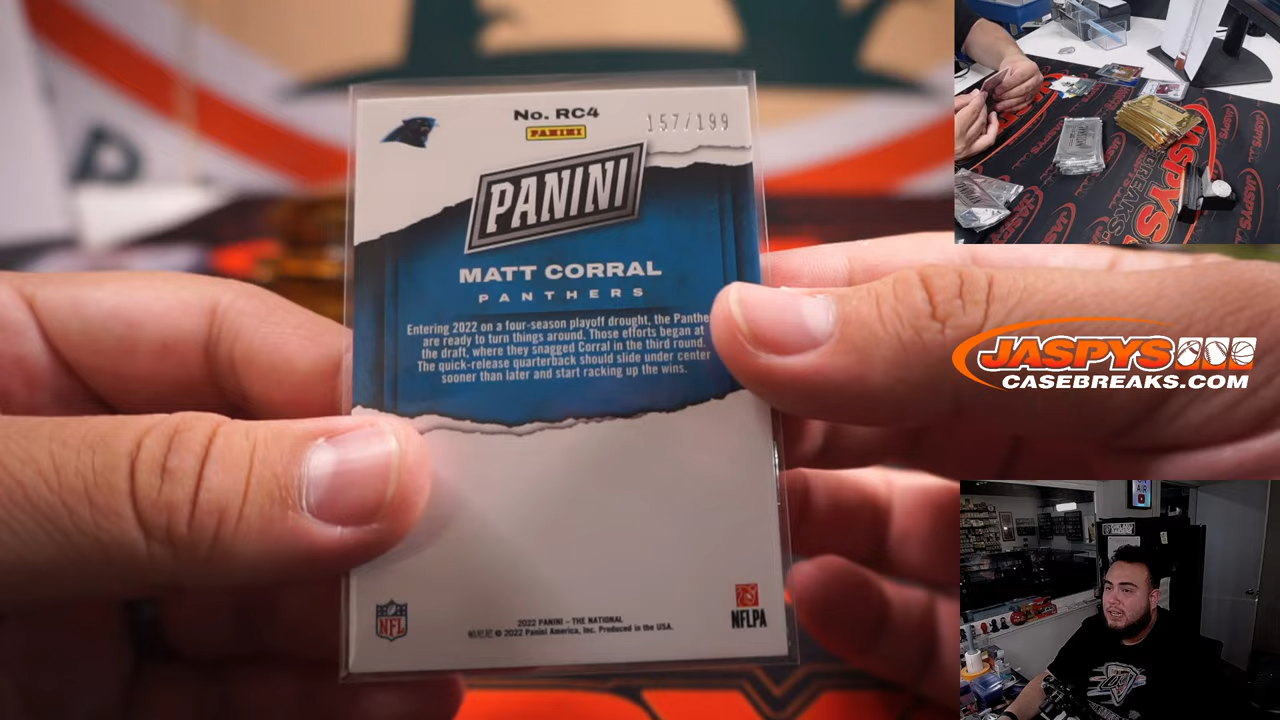 No. RC4
PANINI
157/199
PANINI
MATT CORRAL
PANTHERS
Entering 2022 on a four-season playoff drought, the Panthe
are ready to turn things around. Those efforts began at
the draft, where they snagged Corral in the third round.
The quick-release quarterback should slide under center
sooner than later and start racking up the wins.
NFL
NFLPA
2022 PANINI – THE NATIONAL
© 2022 Panini America, Inc. Produced in the USA.
JASPYS
CASEBREAKS.COM